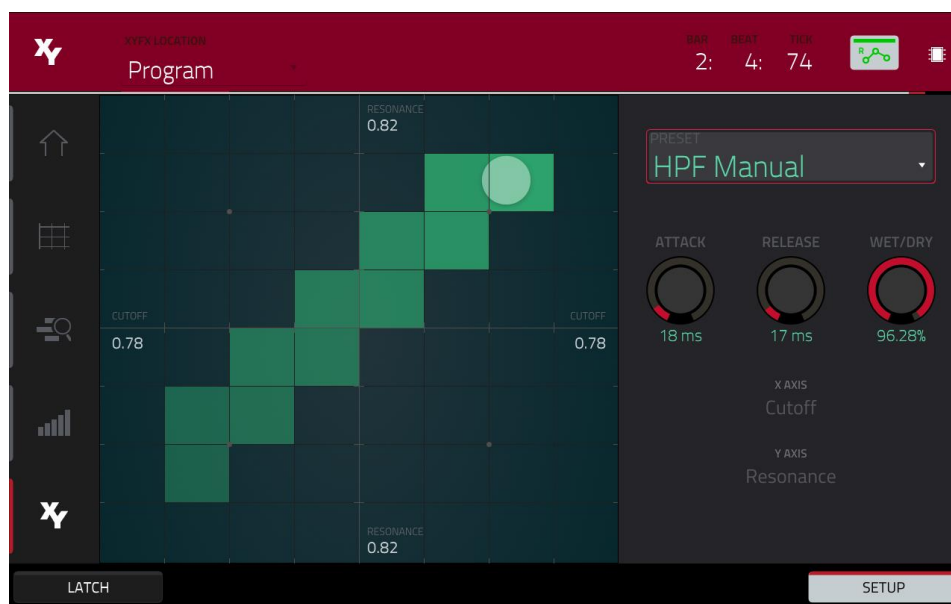 XY
XYFX LOCATION
Program
BAR BEAT TICK
2: 4: 74
R
RESONANCE
0.82
PRESET
HPF Manual
ATTACK RELEASE WET/DRY
CUTOFF CUTOFF
0.78 0.78
18 ms 17 ms 96.28%
X AXIS
Cutoff
Y AXIS
Resonance
XY
RESONANCE
0.82
LATCH SETUP